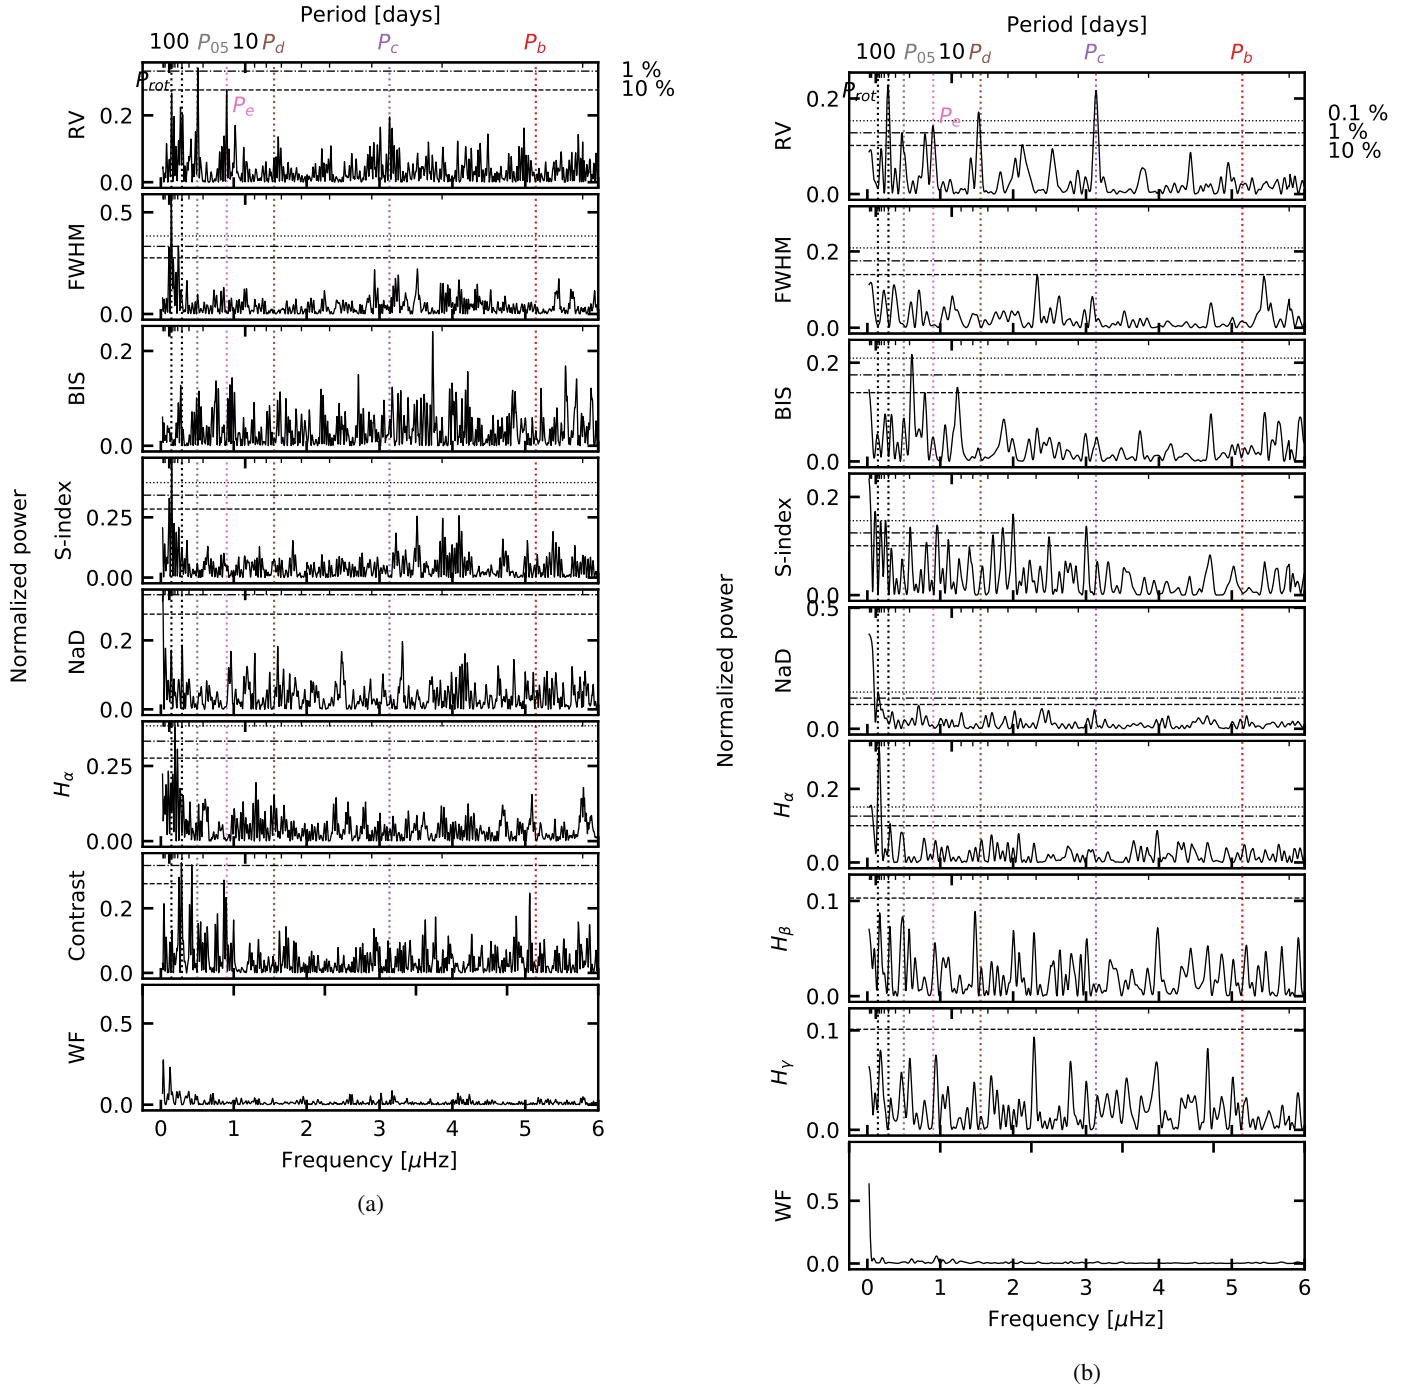 Period [days]
100 P05 10 Pd Pc Pb
Prot
Pe
1 %
10 %
RV
0.2
0.0
FWHM
0.5
0.0
BIS
0.2
0.0
S-index
0.25
0.00
NaD
0.2
0.0
Hα
0.25
0.00
Contrast
0.2
0.0
WF
0.5
0.0
Normalized power
0 1 2 3 4 5 6
Frequency [μHz]
(a)
Period [days]
100 P05 10 Pd Pc Pb
Prot
Pe
0.1 %
1 %
10 %
RV
0.2
0.0
FWHM
0.2
0.0
BIS
0.2
0.0
S-index
0.2
0.0
NaD
0.5
0.0
Hα
0.2
0.0
Hβ
0.1
0.0
Hγ
0.1
0.0
WF
0.5
0.0
Normalized power
0 1 2 3 4 5 6
Frequency [μHz]
(b)